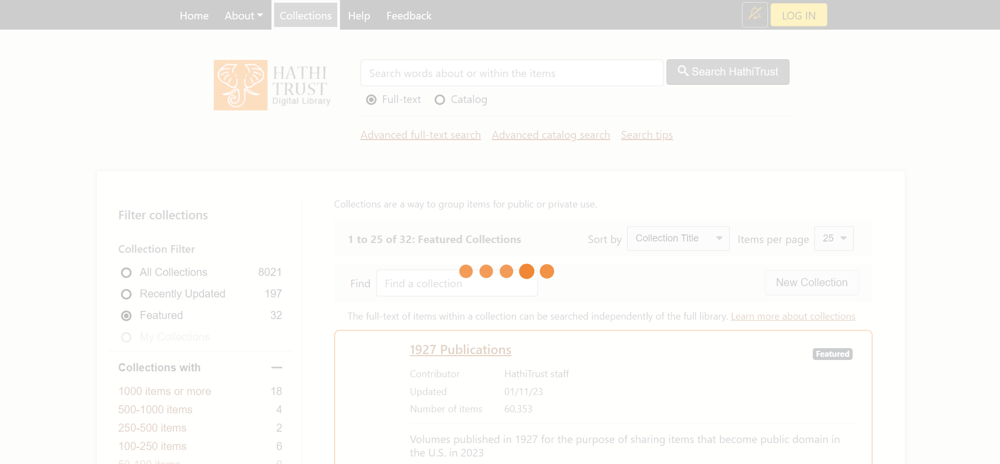 Home About Collections Help Feedback LOG IN
HATHI
TRUST
Digital Library
Search words about or within the items
Search HathiTrust
Full-text Catalog
Advanced full-text search Advanced catalog search Search tips
Filter collections
Collection Filter
All Collections 8021
Recently Updated 197
Featured 32
My Collections
Collections with
1000 items or more 18
500-1000 items 4
250-500 items 2
100-250 items 6
50-100 items 0
Collections are a way to group items for public or private use.
1 to 25 of 32: Featured Collections Sort by Collection Title Items per page 25
Find Find a collection New Collection
The full-text of items within a collection can be searched independently of the full library. Learn more about collections
1927 Publications Featured
Contributor HathiTrust staff
Updated 01/11/23
Number of items 60,353
Volumes published in 1927 for the purpose of sharing items that become public domain in
the U.S. in 2023